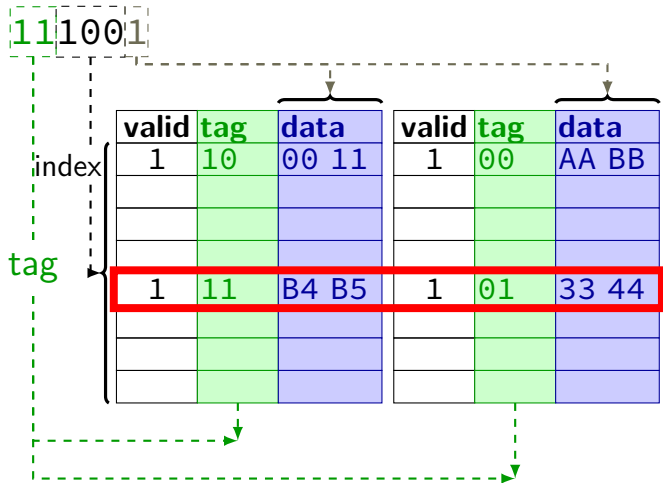 111001
valid tag data valid tag data
1 10 00 11 1 00 AA BB
index
tag
1 11 B4 B5 1 01 33 44